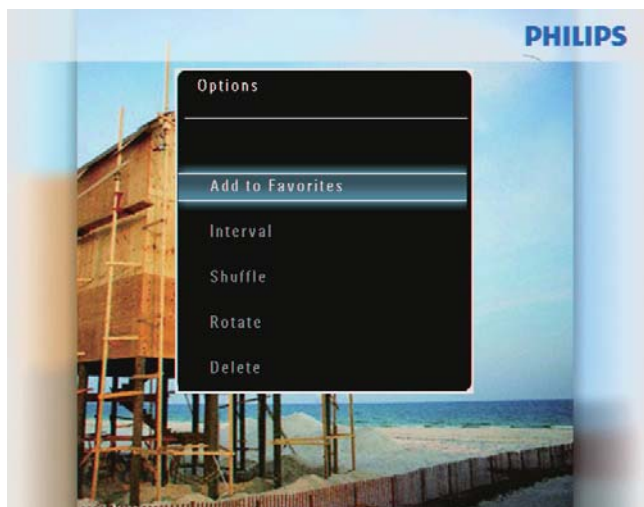 PHILIPS
Options
Add to Favorites
Interval
Shuffle
Rotate
Delete